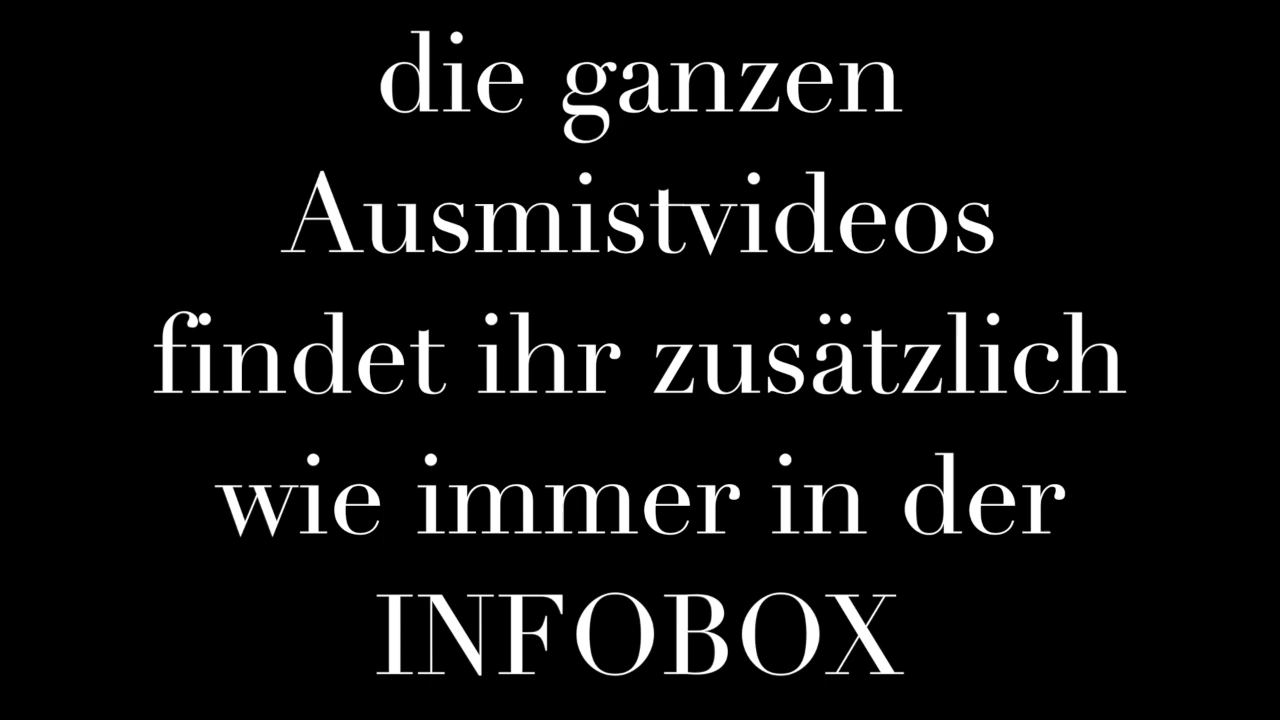 die ganzen
Ausmistvideos
findet ihr zusätzlich
wie immer in der
INFOBOX